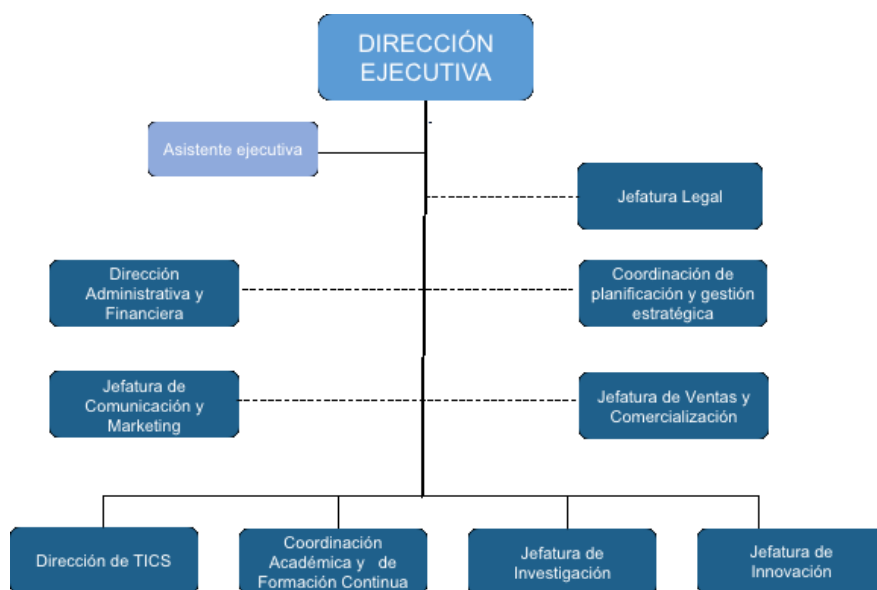 DIRECCIÓN
EJECUTIVA
Asistente ejecutiva
Jefatura Legal
Dirección
Administrativa y
Financiera
Coordinación de
planificación y gestión
estratégica
Jefatura de
Comunicación y
Marketing
Jefatura de Ventas y
Comercialización
Dirección de TICS
Coordinación
Académica y de
Formación Continua
Jefatura de
Investigación
Jefatura de
Innovación